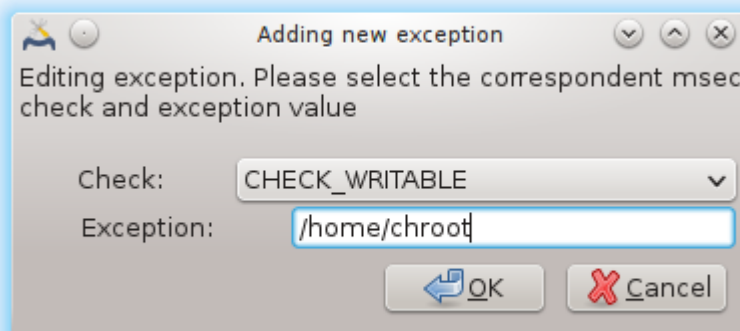 Adding new exception
Editing exception. Please select the correspondent msec
check and exception value
Check: CHECK_WRITABLE
Exception: /home/chroot
OK Cancel